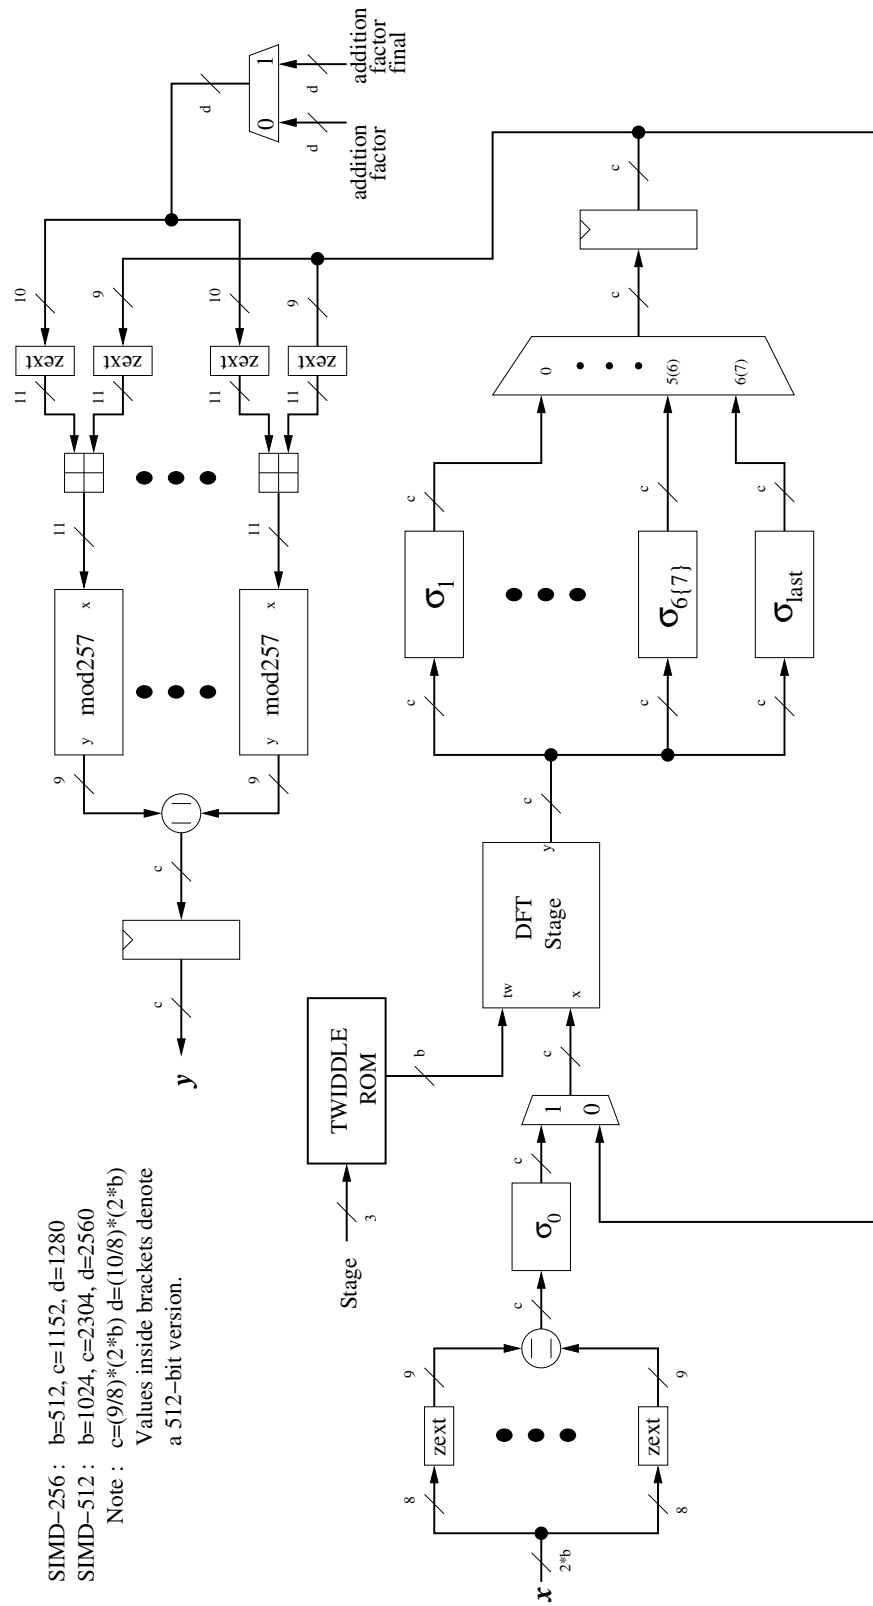 SIMD−256 : b=512, c=1152, d=1280
SIMD−512 : b=1024, c=2304, d=2560
Note : c=(9/8)*(2*b) d=(10/8)*(2*b)
Values inside brackets denote
a 512−bit version.
y
c
c
||
9
9
y mod257 x
y mod257 x
11
11
11
11
11
11
zext
zext
zext
zext
10
9
10
9
d
0 1
d
d
addition
factor
addition
factor
final
Stage
3
TWIDDLE
ROM
b
x
2*b
8
8
zext
zext
9
9
||
c
σ0
c
1
0
c
tw
x
DFT
Stage
y
c
c
c
c
σ1
σ6{7}
σlast
c
c
c
0
5(6)
6(7)
c
c